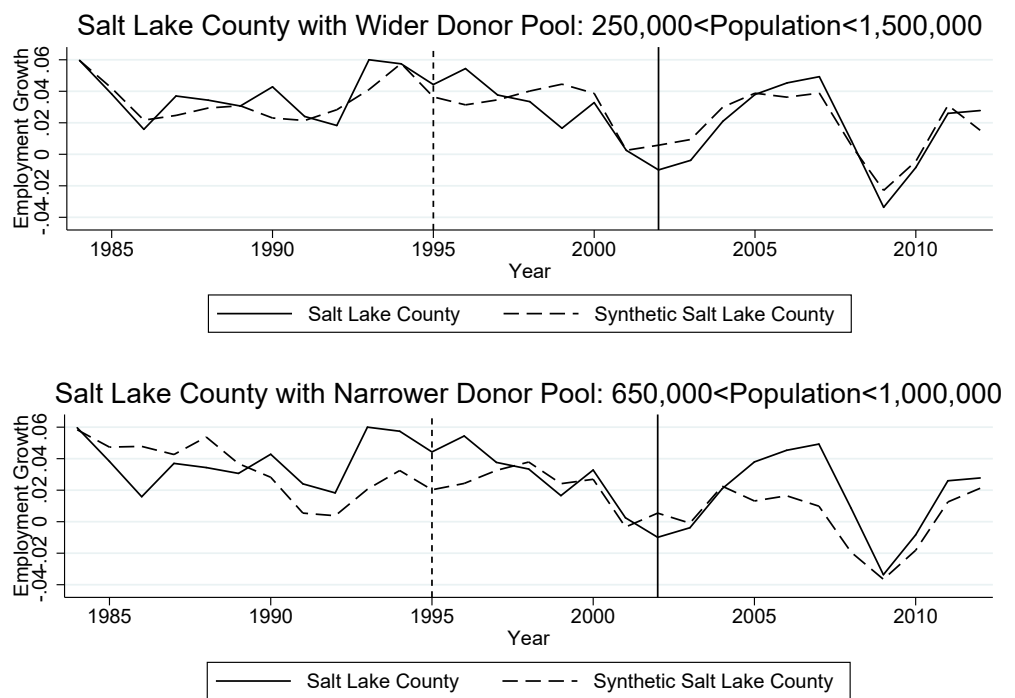 Salt Lake County with Wider Donor Pool: 250,000<Population<1,500,000
Employment Growth
-.04-.02 0 .02 .04 .06
1985 1990 1995 2000 2005 2010
Year
Salt Lake County Synthetic Salt Lake County
Salt Lake County with Narrower Donor Pool: 650,000<Population<1,000,000
Employment Growth
-.04-.02 0 .02 .04 .06
1985 1990 1995 2000 2005 2010
Year
Salt Lake County Synthetic Salt Lake County